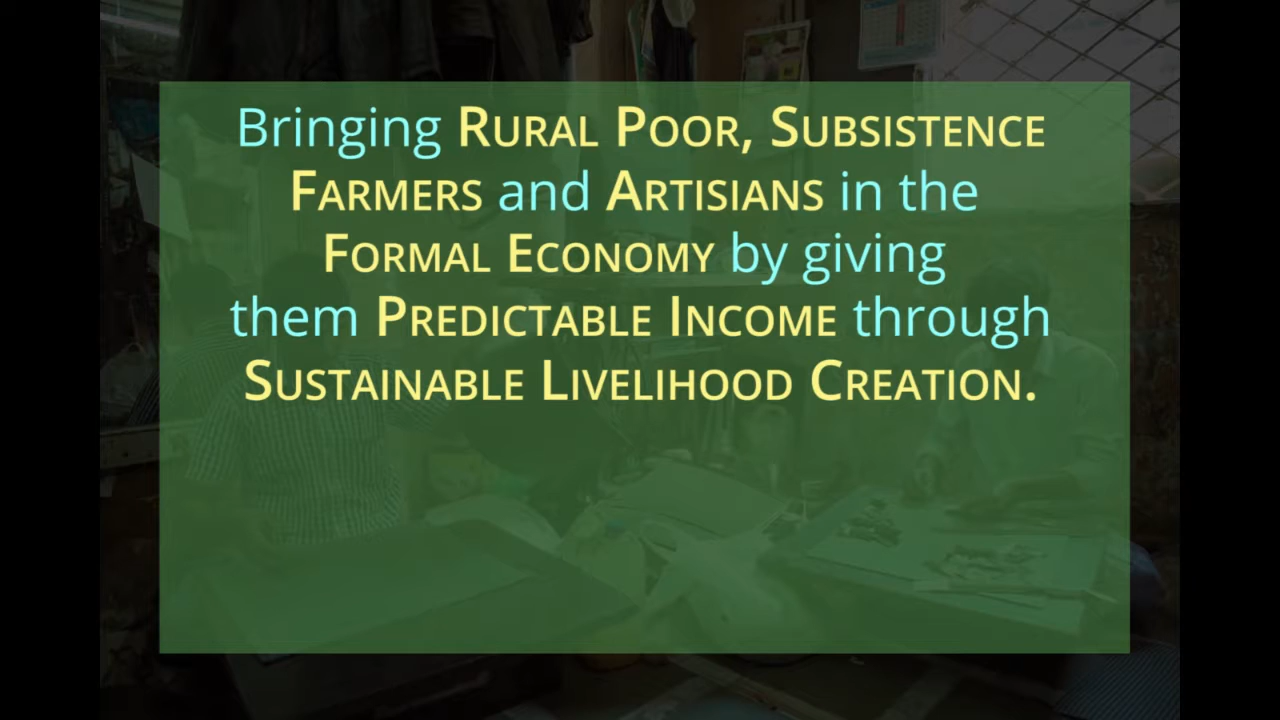 Bringing Rural Poor, Subsistence
Farmers and Artisians in the
Formal Economy by giving
them Predictable Income through
Sustainable Livelihood Creation.